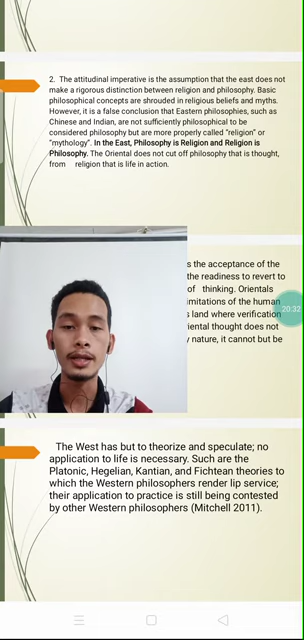 2. The attitudinal imperative is the assumption that the east does not
make a rigorous distinction between religion and philosophy. Basic
philosophical concepts are shrouded in religious beliefs and myths.
However, it is a false conclusion that Eastern philosophies, such as
Chinese and Indian, are not sufficiently philosophical to be
considered philosophy but are more properly called "religion" or
"mythology". In the East, Philosophy is Religion and Religion is
Philosophy. The Oriental does not cut off philosophy that is thought,
from religion that is life in action.
s the acceptance of the
the readiness to revert to
of thinking. Orientals
imitations of the human
s land where verification
riental thought does not
y nature, it cannot but be
20:32
The West has but to theorize and speculate; no
application to life is necessary. Such are the
Platonic, Hegelian, Kantian, and Fichtean theories to
which the Western philosophers render lip service;
their application to practice is still being contested
by other Western philosophers (Mitchell 2011).